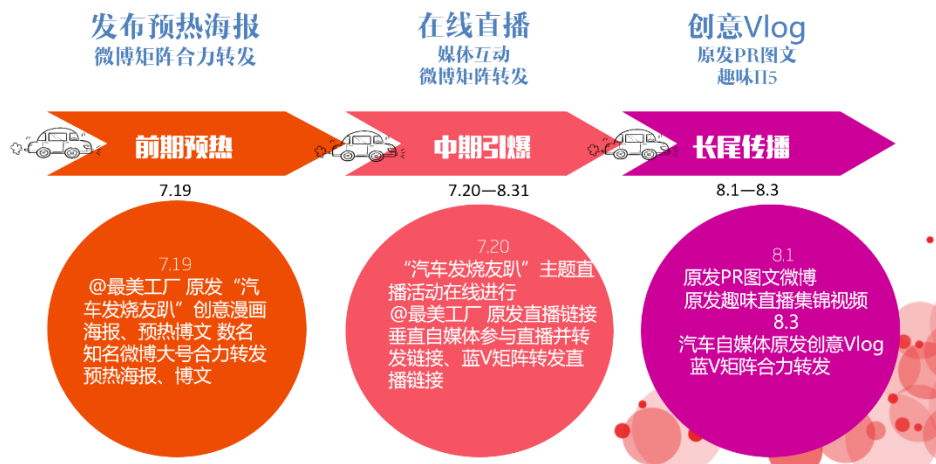 发布预热海报
微博矩阵合力转发
在线直播
媒体互动
微博矩阵转发
创意Vlog
原发PR图文
趣味H5
前期预热
中期引爆
长尾传播
7.19
7.20—8.31
8.1—8.3
7.19
@最美工厂 原发“汽
车发烧友趴”创意漫画
海报、预热博文 数名
知名微博大号合力转发
预热海报、博文
7.20
“汽车发烧友趴”主题直
播活动在线进行
@最美工厂 原发直播链接
垂直自媒体参与直播并转
发链接、蓝V矩阵转发直
播链接
8.1
原发PR图文微博
原发趣味直播集锦视频
8.3
汽车自媒体原发创意Vlog
蓝V矩阵合力转发